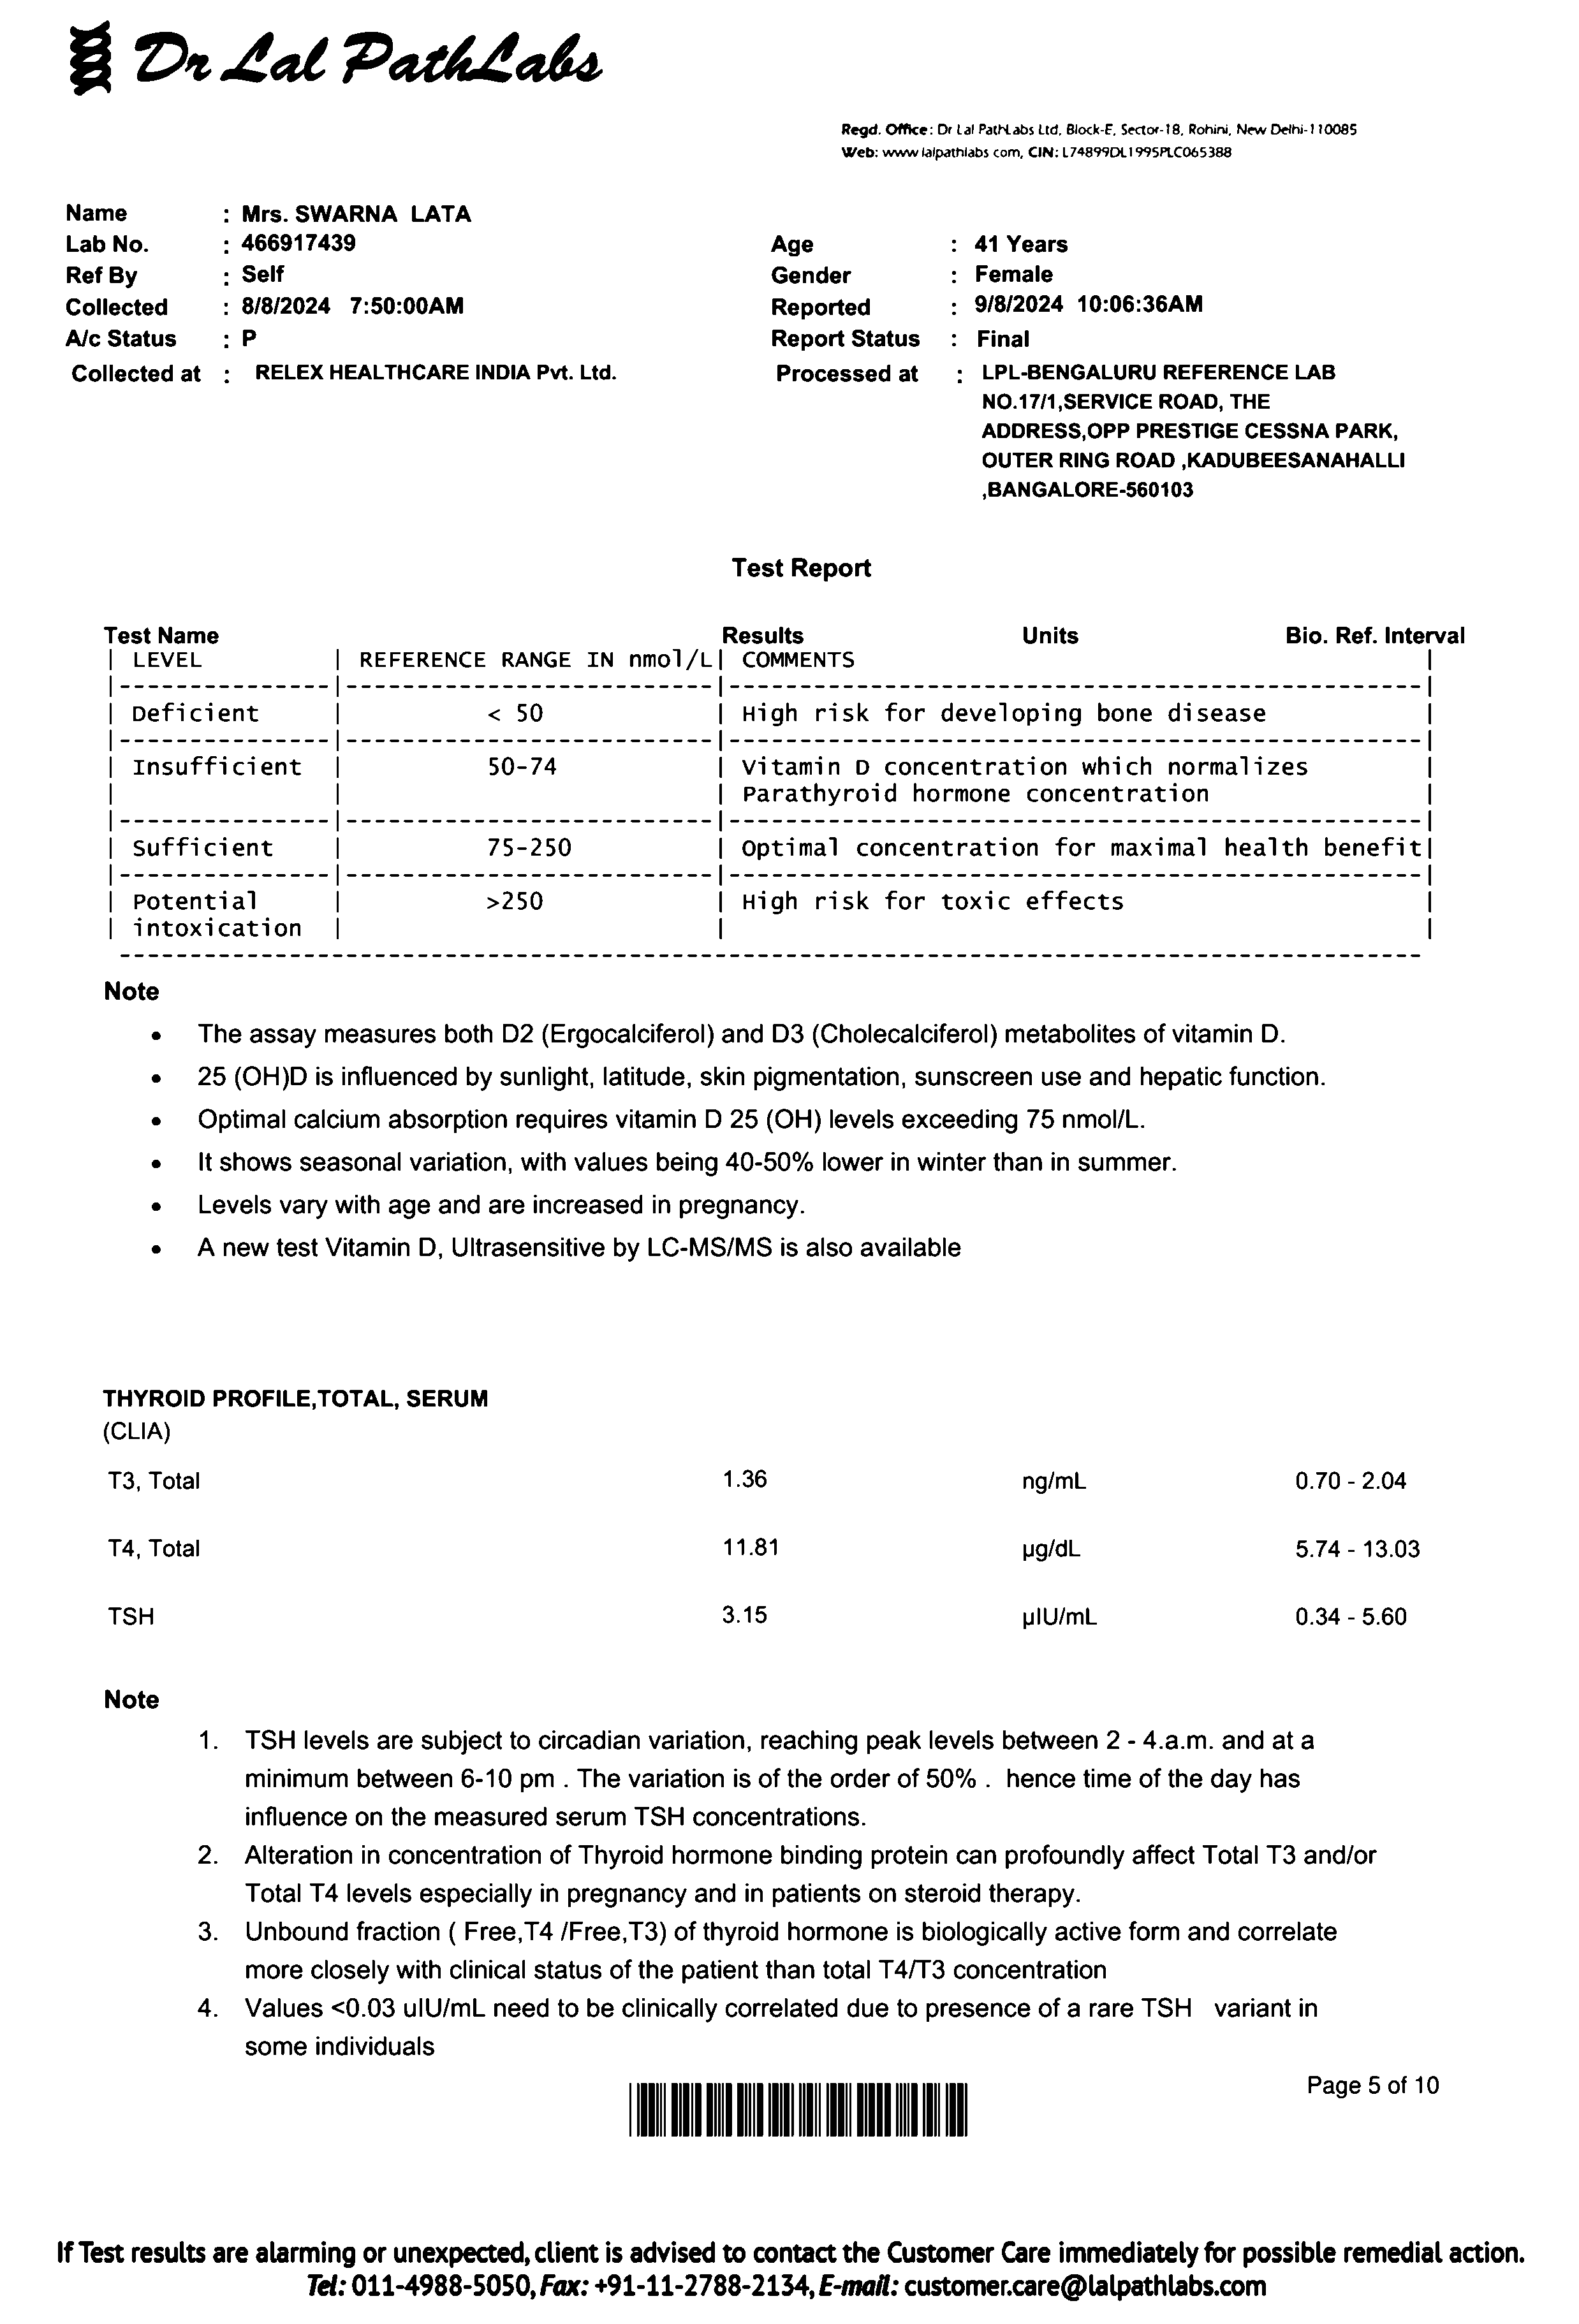 Dr Lal PathLabs
Regd. Office: Dr Lal PathLabs Ltd, Block-E, Sector-18, Rohini, New Delhi-110085
Web: www.lalpathlabs.com, CIN: L74899DL1995PLC065388
Name : Mrs. SWARNA LATA
Lab No. : 466917439 Age : 41 Years
Ref By : Self Gender : Female
Collected : 8/8/2024 7:50:00AM Reported : 9/8/2024 10:06:36AM
A/c Status : P Report Status : Final
Collected at : RELEX HEALTHCARE INDIA Pvt. Ltd. Processed at : LPL-BENGALURU REFERENCE LAB
NO.17/1,SERVICE ROAD, THE
ADDRESS,OPP PRESTIGE CESSNA PARK,
OUTER RING ROAD ,KADUBEESANAHALLI
,BANGALORE-560103
Test Report
Test Name Results Units Bio. Ref. Interval
| LEVEL | REFERENCE RANGE IN nmol/L| COMMENTS |
| Deficient | < 50 | High risk for developing bone disease |
| Insufficient | 50-74 | Vitamin D concentration which normalizes |
| | | Parathyroid hormone concentration |
| Sufficient | 75-250 | Optimal concentration for maximal health benefit|
| Potential | >250 | High risk for toxic effects |
| intoxication | | |
Note
• The assay measures both D2 (Ergocalciferol) and D3 (Cholecalciferol) metabolites of vitamin D.
• 25 (OH)D is influenced by sunlight, latitude, skin pigmentation, sunscreen use and hepatic function.
• Optimal calcium absorption requires vitamin D 25 (OH) levels exceeding 75 nmol/L.
• It shows seasonal variation, with values being 40-50% lower in winter than in summer.
• Levels vary with age and are increased in pregnancy.
• A new test Vitamin D, Ultrasensitive by LC-MS/MS is also available
THYROID PROFILE,TOTAL, SERUM
(CLIA)
T3, Total 1.36 ng/mL 0.70 - 2.04
T4, Total 11.81 µg/dL 5.74 - 13.03
TSH 3.15 µIU/mL 0.34 - 5.60
Note
1. TSH levels are subject to circadian variation, reaching peak levels between 2 - 4.a.m. and at a
minimum between 6-10 pm . The variation is of the order of 50% . hence time of the day has
influence on the measured serum TSH concentrations.
2. Alteration in concentration of Thyroid hormone binding protein can profoundly affect Total T3 and/or
Total T4 levels especially in pregnancy and in patients on steroid therapy.
3. Unbound fraction ( Free,T4 /Free,T3) of thyroid hormone is biologically active form and correlate
more closely with clinical status of the patient than total T4/T3 concentration
4. Values <0.03 uIU/mL need to be clinically correlated due to presence of a rare TSH variant in
some individuals
Page 5 of 10
If Test results are alarming or unexpected, client is advised to contact the Customer Care immediately for possible remedial action.
Tel: 011-4988-5050, Fax: +91-11-2788-2134, E-mail: customer.care@lalpathlabs.com